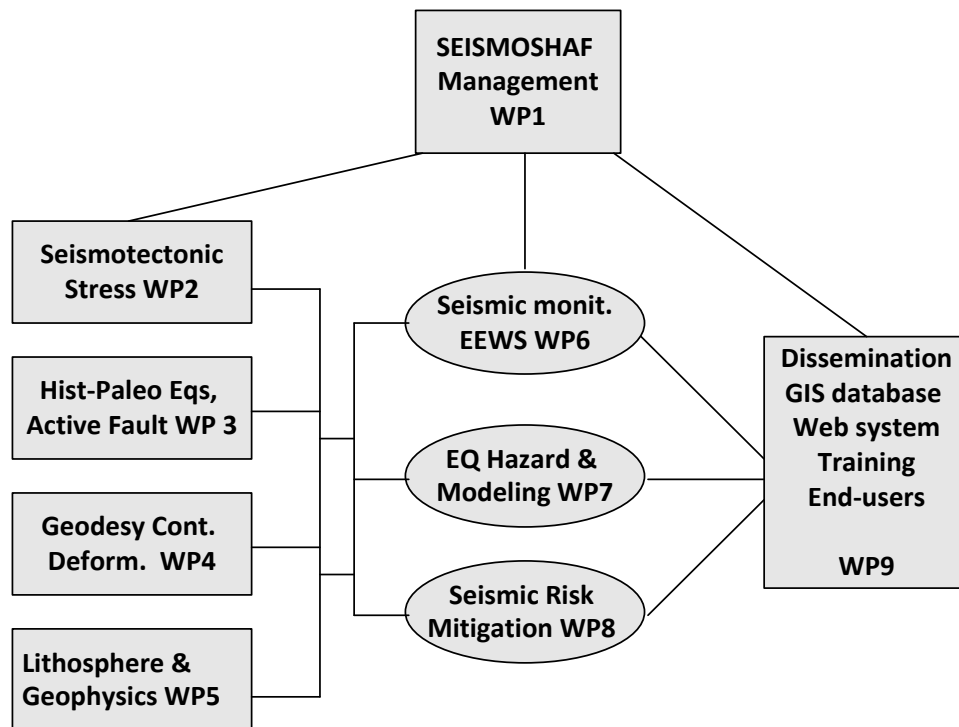 SEISMOSHAF
Management
WP1
Seismotectonic
Stress WP2
Hist-Paleo Eqs,
Active Fault WP 3
Geodesy Cont.
Deform. WP4
Lithosphere &
Geophysics WP5
Seismic monit.
EEWS WP6
EQ Hazard &
Modeling WP7
Seismic Risk
Mitigation WP8
Dissemination
GIS database
Web system
Training
End-users
WP9